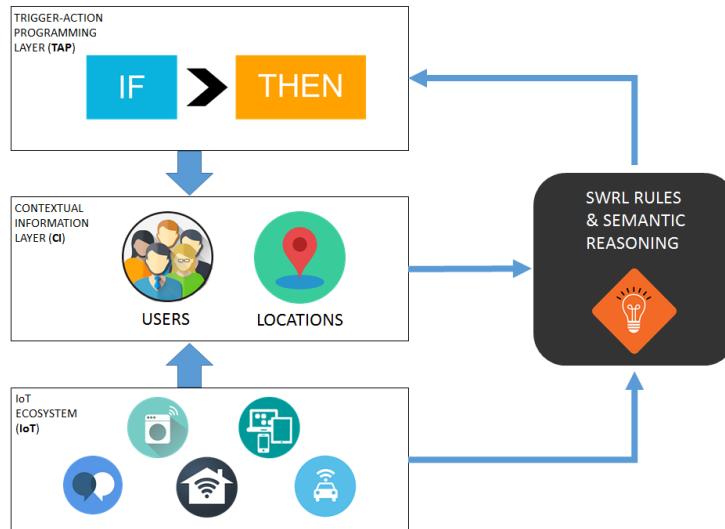 TRIGGER-ACTION
PROGRAMMING
LAYER (TAP)
IF
THEN
CONTEXTUAL
INFORMATION
LAYER (CI)
USERS
LOCATIONS
SWRL RULES
& SEMANTIC
REASONING
IoT
ECOSYSTEM
(IoT)